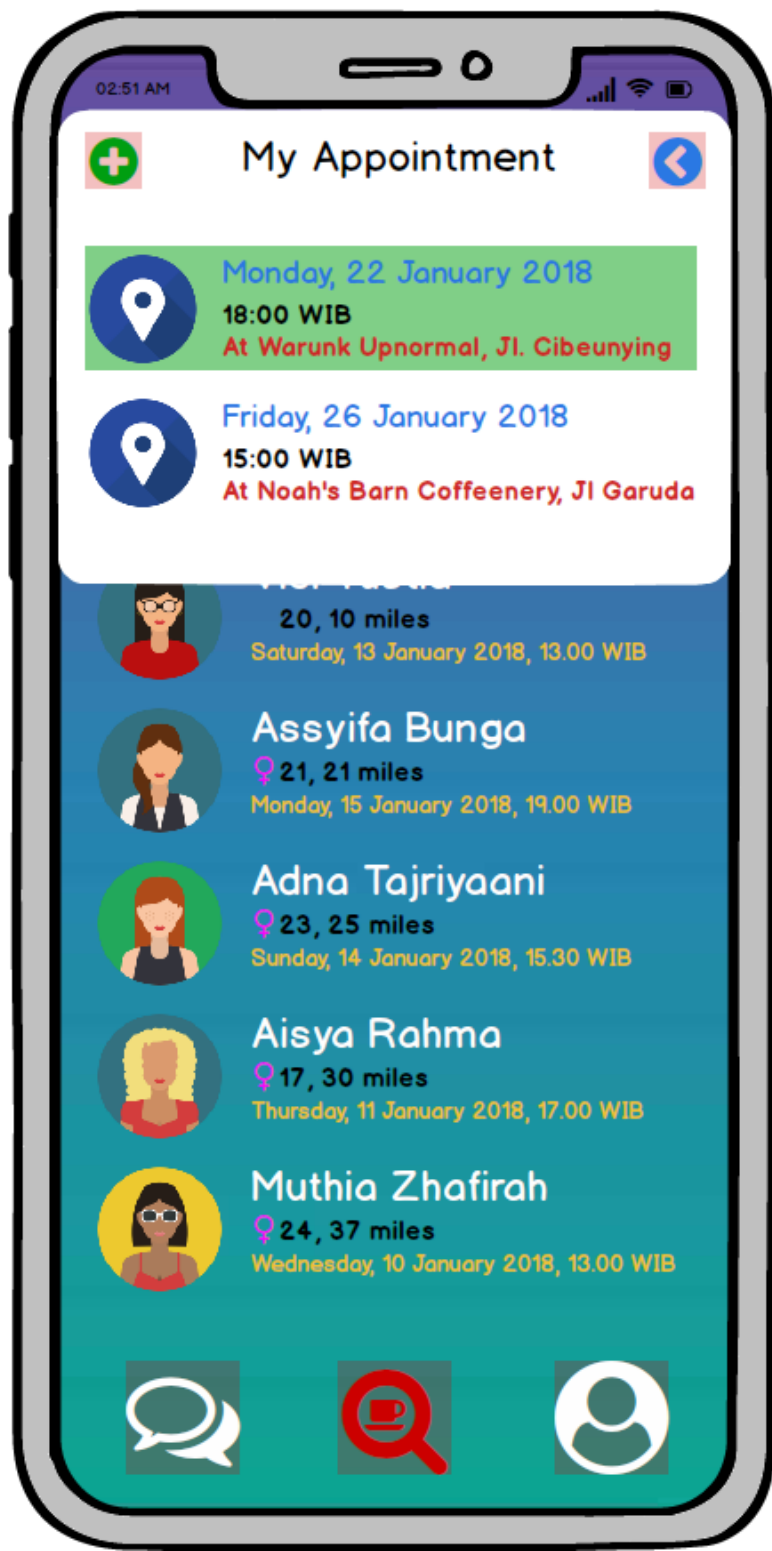 02:51 AM
My Appointment
Monday, 22 January 2018
18:00 WIB
At Warunk Upnormal, Jl. Cibeunying
Friday, 26 January 2018
15:00 WIB
At Noah's Barn Coffeenery, Jl Garuda
20, 10 miles
Saturday, 13 January 2018, 13.00 WIB
Assyifa Bunga
21, 21 miles
Monday, 15 January 2018, 19.00 WIB
Adna Tajriyaani
23, 25 miles
Sunday, 14 January 2018, 15.30 WIB
Aisya Rahma
17, 30 miles
Thursday, 11 January 2018, 17.00 WIB
Muthia Zhafirah
24, 37 miles
Wednesday, 10 January 2018, 13.00 WIB